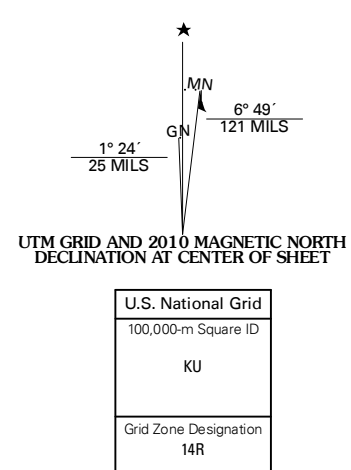 MN
6° 49´
121 MILS
GN
1° 24´
25 MILS
UTM GRID AND 2010 MAGNETIC NORTH
DECLINATION AT CENTER OF SHEET
U.S. National Grid
100,000-m Square ID
KU
Grid Zone Designation
14R